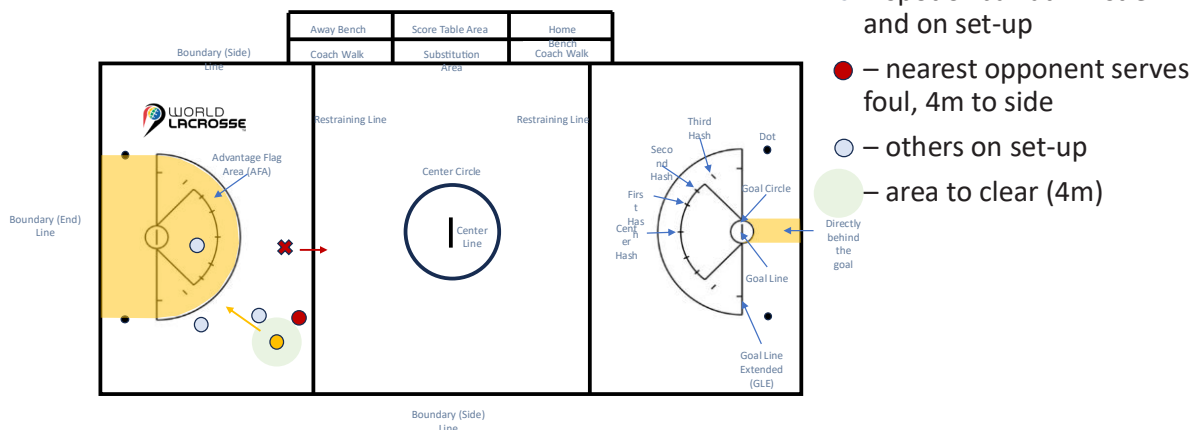 and on set-up
– nearest opponent serves
foul, 4m to side
– others on set-up
– area to clear (4m)
Away Bench
Score Table Area
Home
Bench
Coach Walk
Substitution
Area
Coach Walk
Boundary (Side)
Line
WORLD
LACROSSE
Restraining Line
Restraining Line
Advantage Flag
Area (AFA)
Center Circle
Center
Line
Boundary (End)
Line
Third
Hash
Seco
nd
Hash
Firs
t
Has
h
Cent
er
Hash
Dot
Goal Circle
Directly
behind
the
goal
Goal Line
Goal Line
Extended
(GLE)
Boundary (Side)
Line